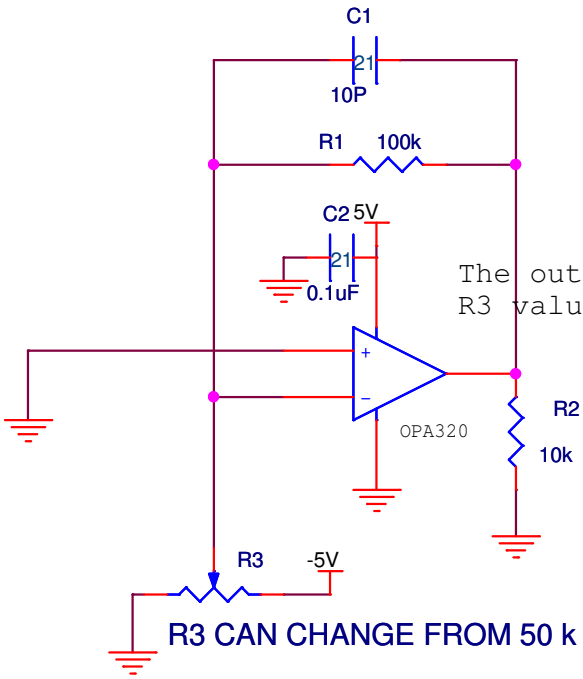 C1
21
10P
R1 100k
C2 5V
21
0.1uF
The out
R3 valu
+
−
OPA320
R2
10k
R3 -5V
R3 CAN CHANGE FROM 50 k